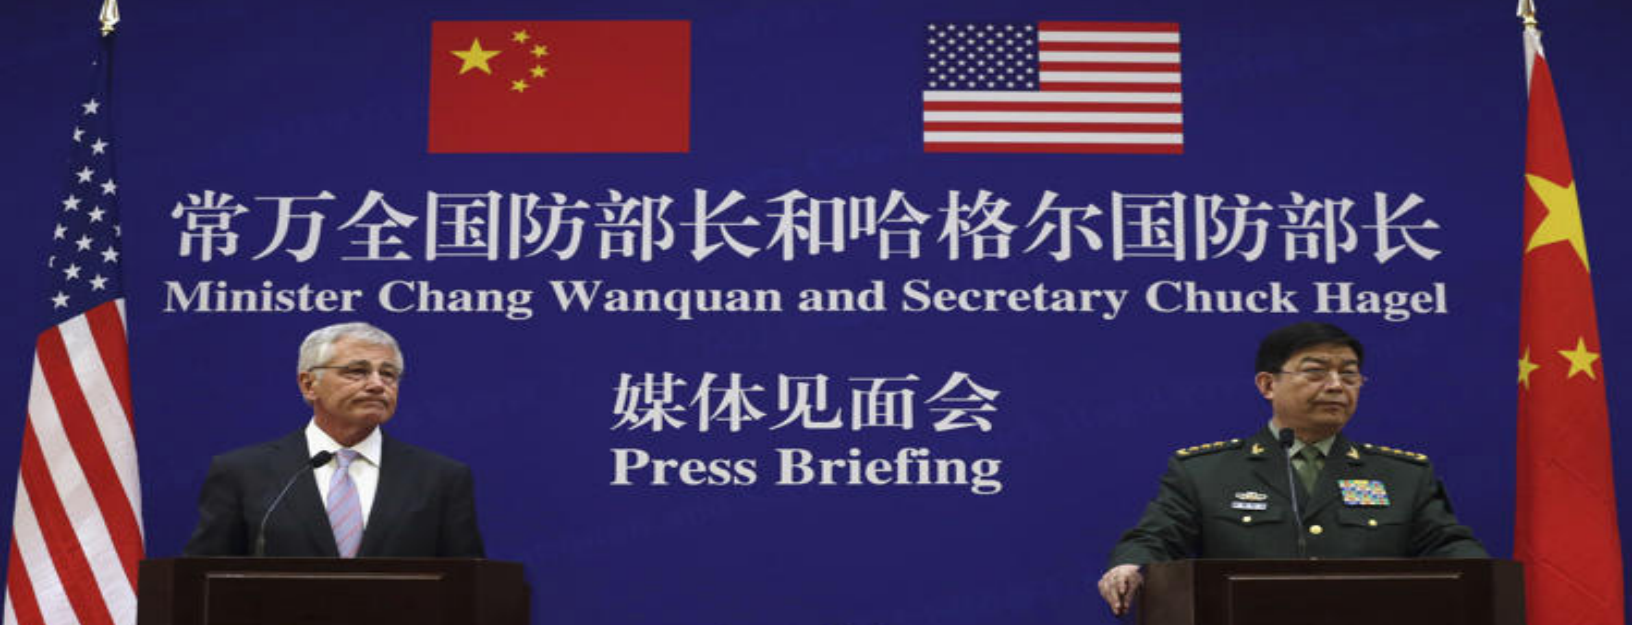 常万全国防部长和哈格尔国防部长
Minister Chang Wanquan and Secretary Chuck Hagel
媒体见面会
Press Briefing